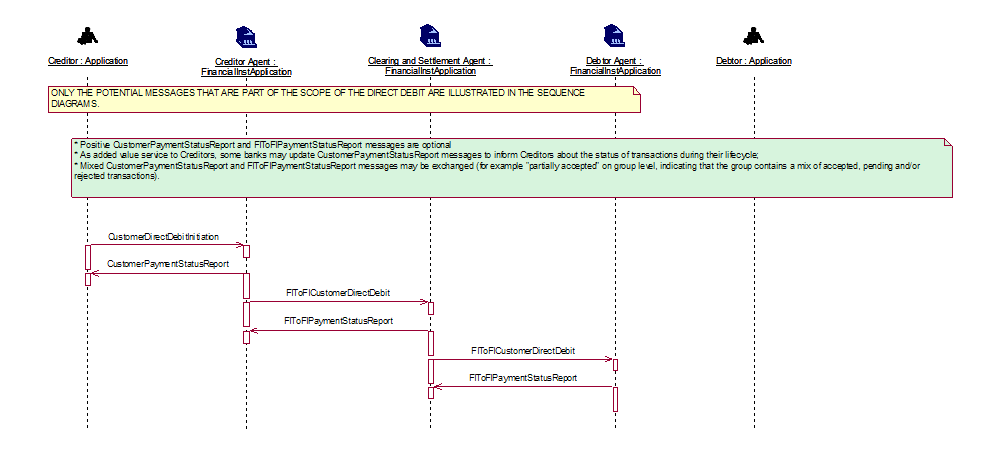 Creditor : Application
Creditor Agent :
FinancialInstApplication
Clearing and Settlement Agent :
FinancialInstApplication
Debtor Agent :
FinancialInstApplication
Debtor : Application
ONLY THE POTENTIAL MESSAGES THAT ARE PART OF THE SCOPE OF THE DIRECT DEBIT ARE ILLUSTRATED IN THE SEQUENCE
DIAGRAMS.
* Positive CustomerPaymentStatusReport and FIToFIPaymentStatusReport messages are optional
* As added value service to Creditors, some banks may update CustomerPaymentStatusReport messages to inform Creditors about the status of transactions during their lifecycle;
* Mixed CustomerPaymentStatusReport and FIToFIPaymentStatusReport messages may be exchanged (for example "partially accepted" on group level, indicating that the group contains a mix of accepted, pending and/or
rejected transactions).
CustomerDirectDebitInitiation
CustomerPaymentStatusReport
FIToFICustomerDirectDebit
FIToFIPaymentStatusReport
FIToFICustomerDirectDebit
FIToFIPaymentStatusReport